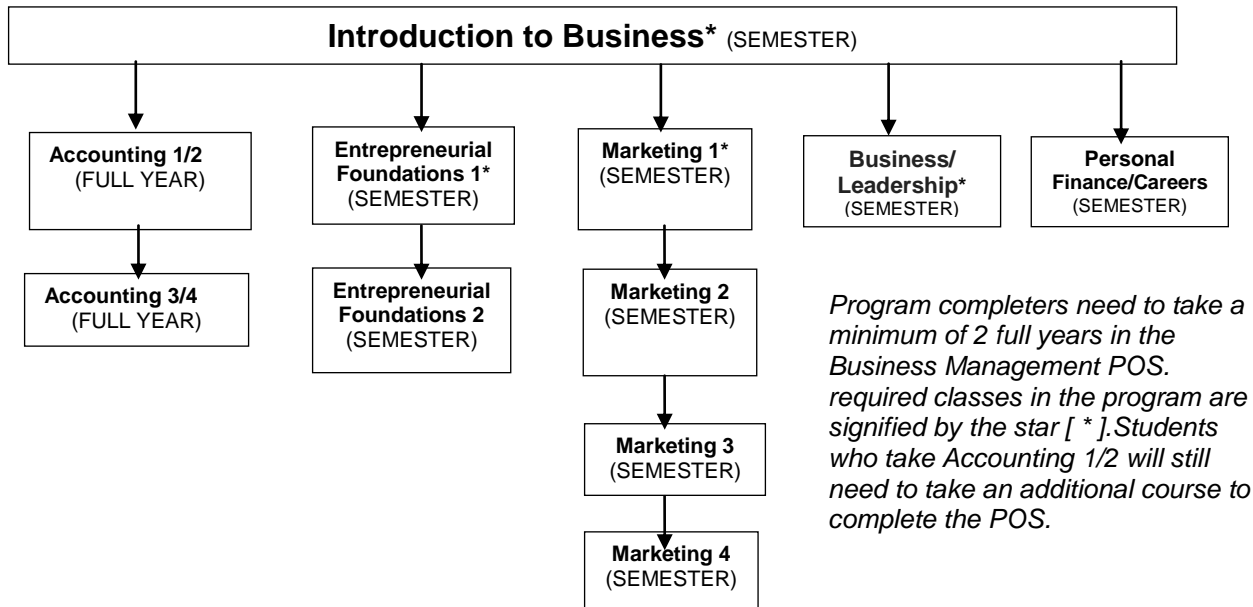 Introduction to Business* (SEMESTER)
Accounting 1/2
(FULL YEAR)
Entrepreneurial
Foundations 1*
(SEMESTER)
Marketing 1*
(SEMESTER)
Business/
Leadership*
(SEMESTER)
Personal
Finance/Careers
(SEMESTER)
Accounting 3/4
(FULL YEAR)
Entrepreneurial
Foundations 2
(SEMESTER)
Marketing 2
(SEMESTER)
Marketing 3
(SEMESTER)
Marketing 4
(SEMESTER)
Program completers need to take a
minimum of 2 full years in the
Business Management POS.
required classes in the program are
signified by the star [ * ].Students
who take Accounting 1/2 will still
need to take an additional course to
complete the POS.